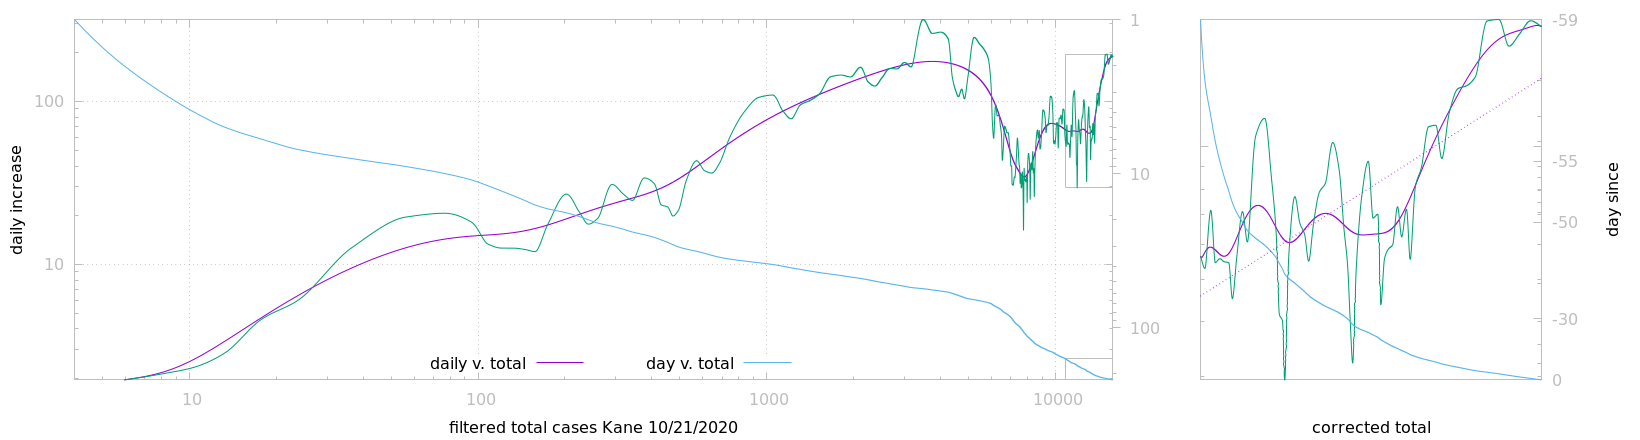 daily increase
100
10
10
100
1000
10000
1
10
100
daily v. total
day v. total
filtered total cases Kane 10/21/2020
-59
-55
-50
-30
0
day since
corrected total